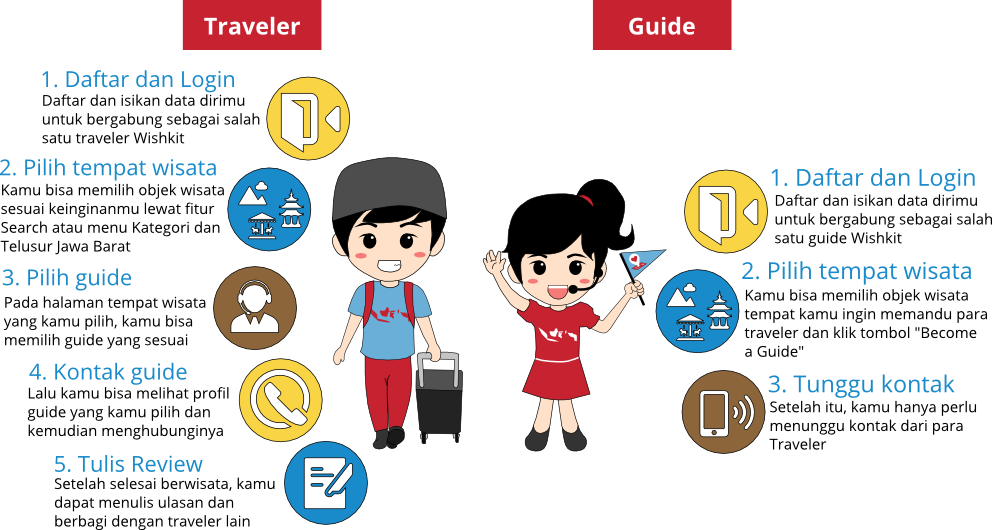 Traveler
1. Daftar dan Login
Daftar dan isikan data dirimu
untuk bergabung sebagai salah
satu traveler Wishkit
2. Pilih tempat wisata
Kamu bisa memilih objek wisata
sesuai keinginanmu lewat fitur
Search atau menu Kategori dan
Telusur Jawa Barat
3. Pilih guide
Pada halaman tempat wisata
yang kamu pilih, kamu bisa
memilih guide yang sesuai
4. Kontak guide
Lalu kamu bisa melihat profil
guide yang kamu pilih dan
kemudian menghubunginya
5. Tulis Review
Setelah selesai berwisata, kamu
dapat menulis ulasan dan
berbagi dengan traveler lain
Guide
1. Daftar dan Login
Daftar dan isikan data dirimu
untuk bergabung sebagai salah
satu guide Wishkit
2. Pilih tempat wisata
Kamu bisa memilih objek wisata
tempat kamu ingin memandu para
traveler dan klik tombol "Become
a Guide"
3. Tunggu kontak
Setelah itu, kamu hanya perlu
menunggu kontak dari para
Traveler